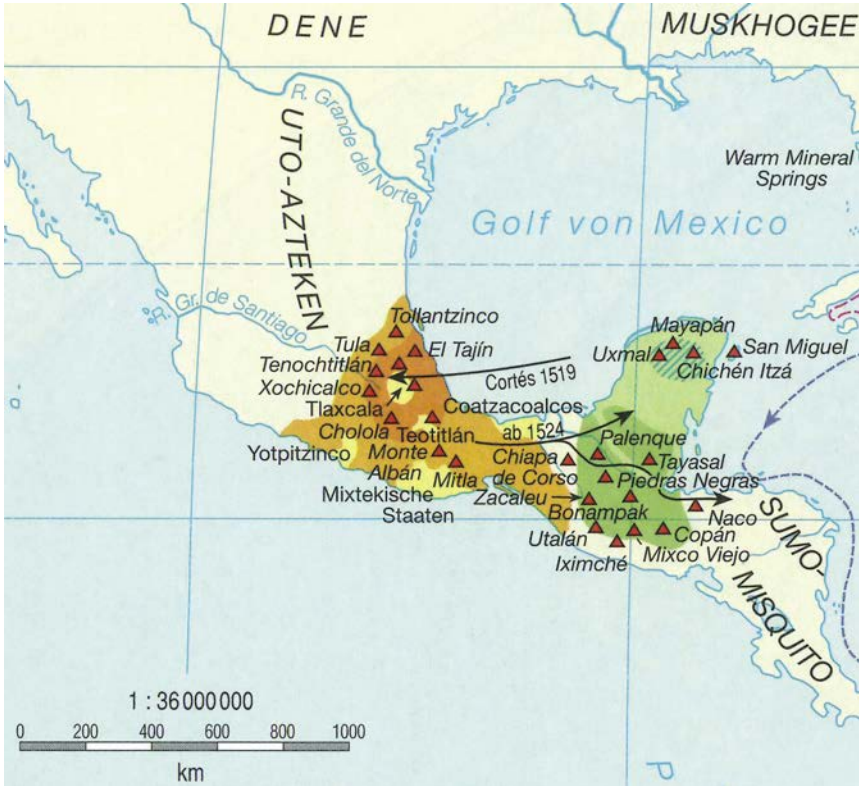 DENE
MUSKHOGEE
R. Grande del Norte
UTO-AZTEKEN
Warm Mineral
Springs
Golf von Mexico
R. Gr. de Santiago
Tollantzinco
Tula
El Tajín
Tenochtitlán
Xochicalco
Cortés 1519
Mayapán
Uxmal
San Miguel
Chichén Itzá
Tlaxcala
Coatzacoalcos
Cholola
Teotitlán
ab 1524
Yotpitzinco
Monte
Albán
Mitla
Chiapa
de Corso
Palenque
Tayasal
Piedras Negras
Mixtekische
Staaten
Zacaleu
Bonampak
Naco
Utalán
Copán
Iximché
Mixco Viejo
SUMO-
MISQUITO
1 : 36 000 000
0 200 400 600 800 1000
km
P